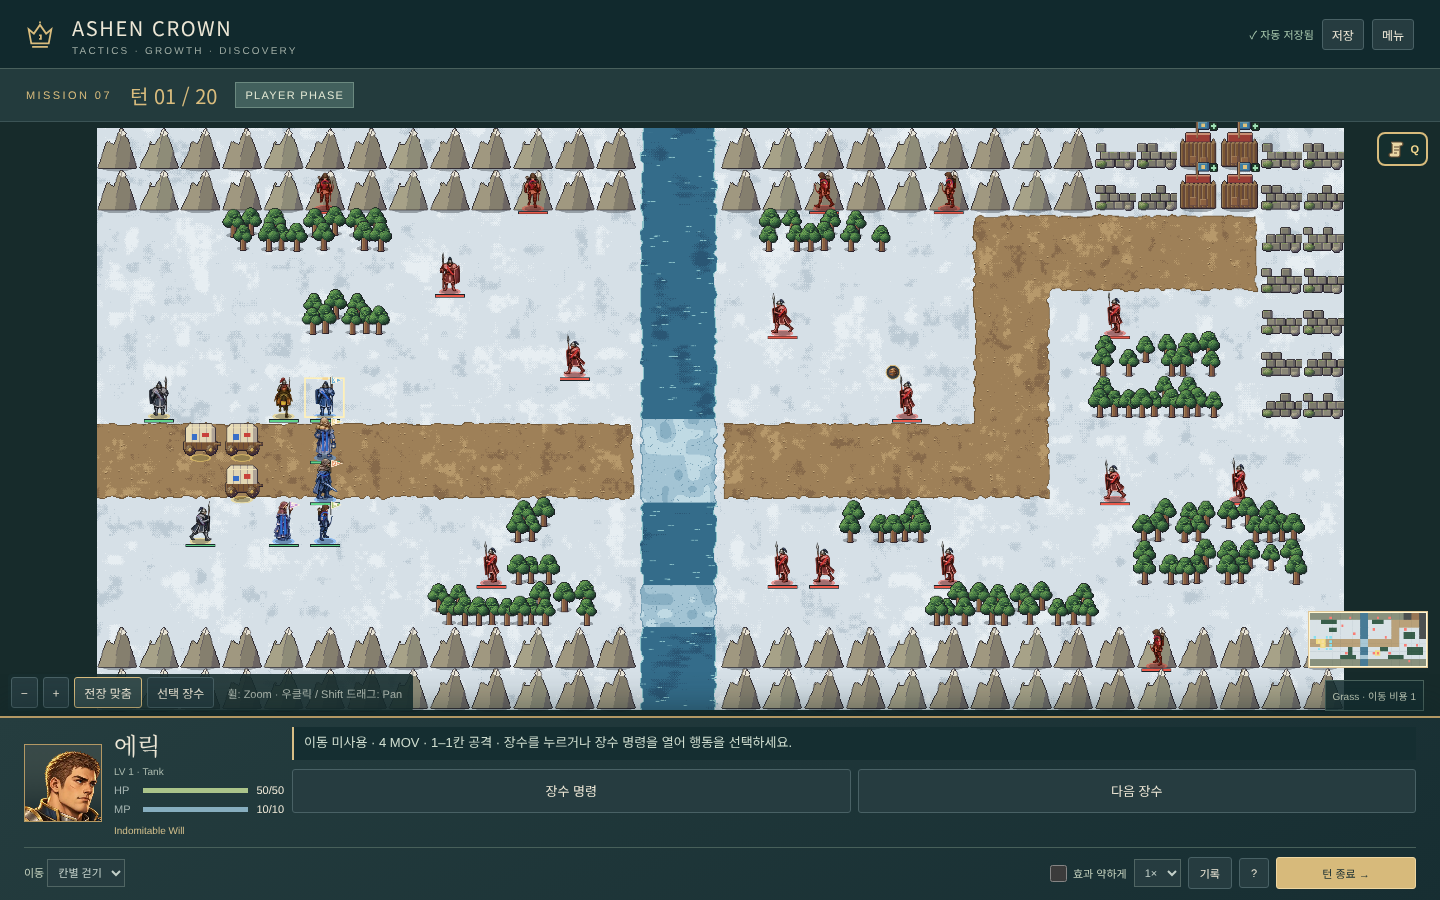 ASHEN CROWN
TACTICS · GROWTH · DISCOVERY
✓ 자동 저장됨
저장
메뉴
MISSION 07
턴 01 / 20
PLAYER PHASE
Q
−
+
전장 맞춤
선택 장수
휠: Zoom · 우클릭 / Shift 드래그: Pan
Grass · 이동 비용 1
에릭
LV 1 · Tank
HP
50/50
MP
10/10
Indomitable Will
이동 미사용 · 4 MOV · 1–1칸 공격 · 장수를 누르거나 장수 명령을 열어 행동을 선택하세요.
장수 명령
다음 장수
이동
칸별 걷기
효과 약하게
1×
기록
?
턴 종료 →